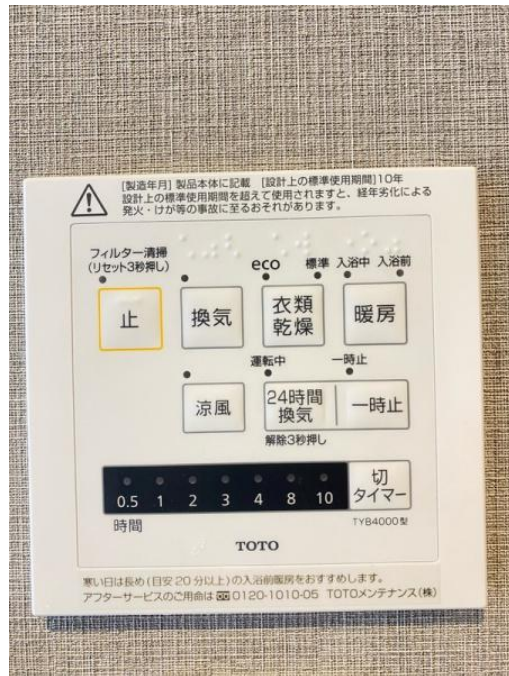 [製造年月] 製品本体に記載 [設計上の標準使用期間]10年
設計上の標準使用期間を超えて使用されますと、経年劣化による
発火・けが等の事故に至るおそれがあります。
フィルター清掃
(リセット3秒押し)
eco 標準 入浴中 入浴前
止 換気 衣類乾燥 暖房
運転中 一時止
涼風 24時間換気 一時止
解除3秒押し
0.5 1 2 3 4 8 10 切タイマー
時間 TYB4000型
TOTO
寒い日は長め(目安20分以上)の入浴前暖房をおすすめします。
アフターサービスのご用命は 0120-1010-05 TOTOメンテナンス(株)